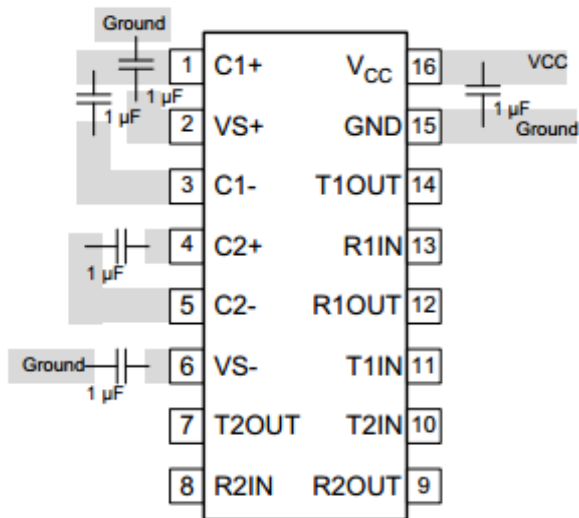 Ground
1 C1+ VCC 16 VCC
1 µF 1 µF 1 µF
2 VS+ GND 15 Ground
3 C1- T1OUT 14
4 C2+ R1IN 13
1 µF
5 C2- R1OUT 12
Ground 6 VS- T1IN 11
1 µF
7 T2OUT T2IN 10
8 R2IN R2OUT 9